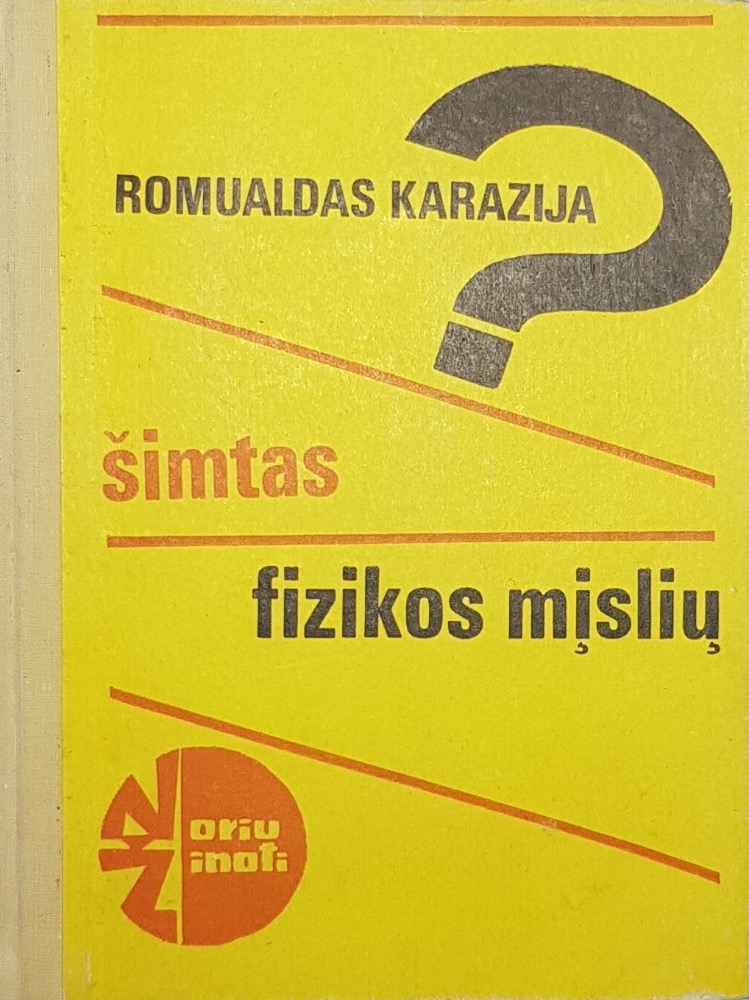 ROMUALDAS KARAZIJA
šimtas
fizikos mįslių
Noriu
Žinoti